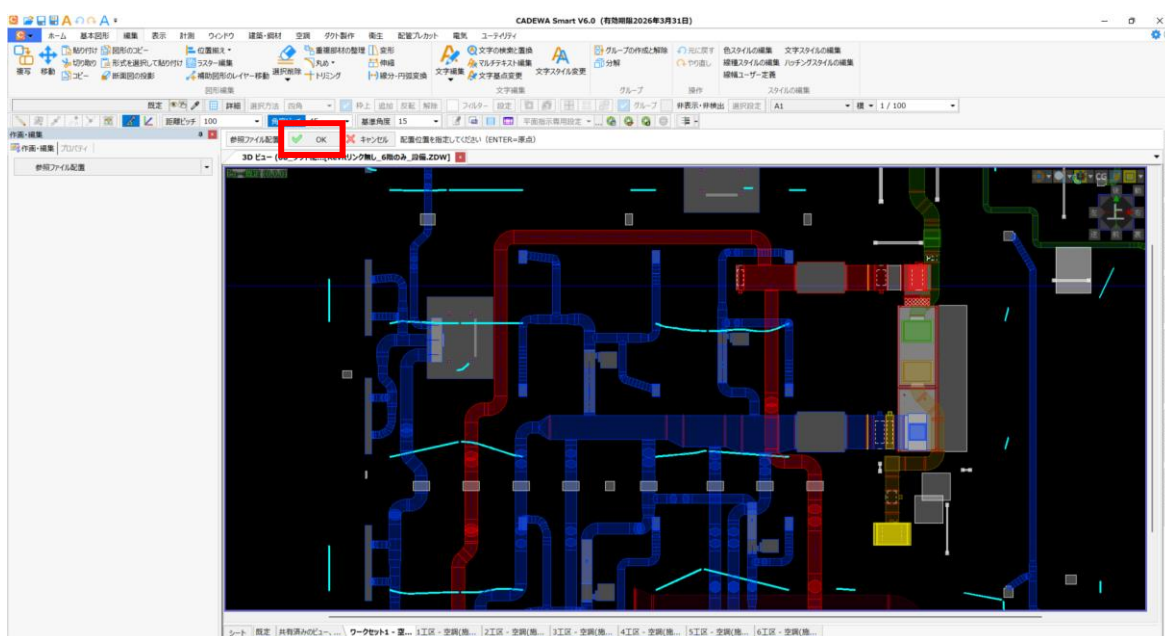 CADEWA Smart V6.0 (有効期限2026年3月31日)
ホーム 基本図形 編集 表示 計測 ウィンドウ 建築・鋼材 空調 ダクト製作 衛生 配管プレカット 電気 ユーティリティ
複写 移動 貼り付け 図形のコピー 切り取り 形式を選択して貼り付け コピー 断面図の投影
位置揃え ラスター編集 補助図形のレイヤー移動 選択削除 重複部材の整理 丸め トリミング 変形 伸縮 線分・円弧変換
文字編集 文字の検索と置換 マルチテキスト編集 文字基点変更 文字スタイル変更
グループの作成と解除 分解 元に戻す やり直し
色スタイルの編集 文字スタイルの編集 線種スタイルの編集 ハッチングスタイルの編集 線幅ユーザー定義
図形編集 文字編集 グループ 操作 スタイル編集
既定 詳細 選択方法 四角 枠上 追加 反転 解除 フィルター 設定 グループ 非表示・非検出 選択設定 A1 横 1 / 100
距離ピッチ 100 45 基準角度 15 平面指示専用設定
作画・編集
作画・編集 プロパティ
参照ファイル配置
参照ファイル配置 OK キャンセル 配置位置を指定してください (ENTER=原点)
リンク無し_6階のみ_設備.ZDW]
CG
上
シート 既定 共有済みのビュー、... ワークセット1 - 空... 1工区 - 空調(施... 2工区 - 空調(施... 3工区 - 空調(施... 4工区 - 空調(施... 5工区 - 空調(施... 6工区 - 空調(施...